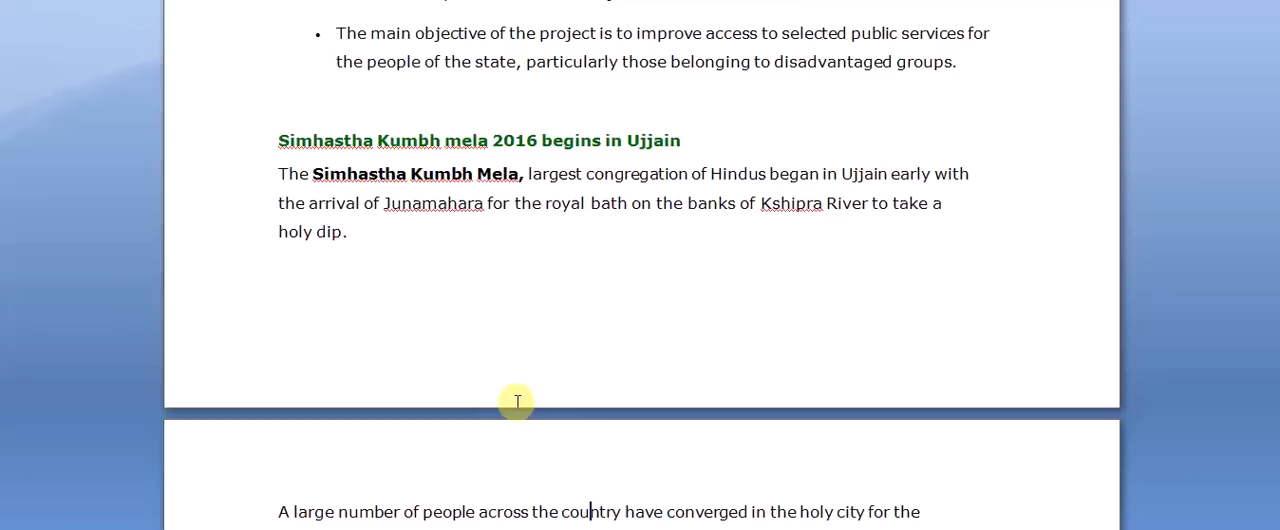 The main objective of the project is to improve access to selected public services for
the people of the state, particularly those belonging to disadvantaged groups.
Simhastha Kumbh mela 2016 begins in Ujjain
The Simhastha Kumbh Mela, largest congregation of Hindus began in Ujjain early with
the arrival of Junamahara for the royal bath on the banks of Kshipra River to take a
holy dip.
A large number of people across the country have converged in the holy city for the